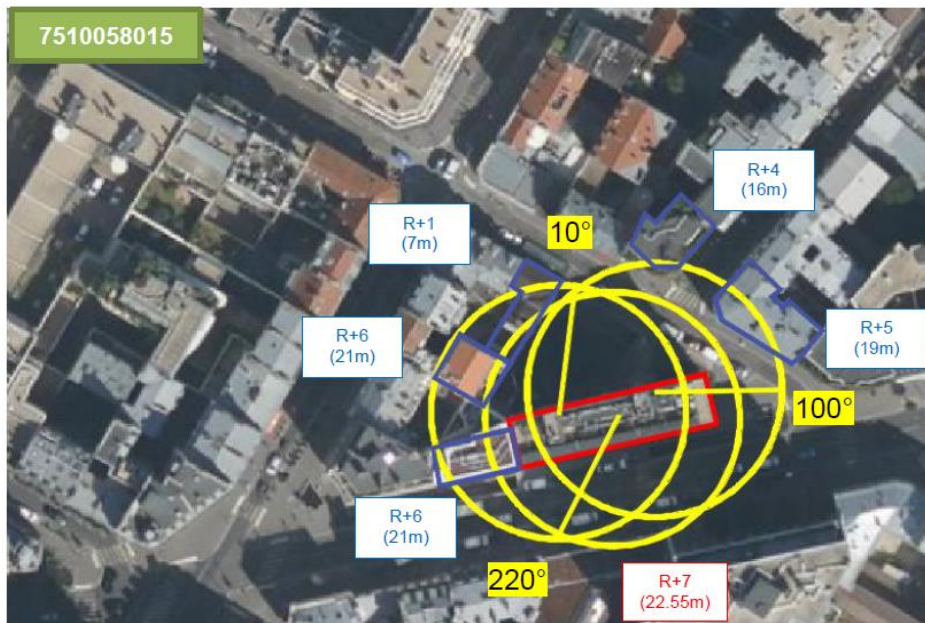 7510058015
R+4
(16m)
R+1
(7m)
10°
R+6
(21m)
R+5
(19m)
100°
R+6
(21m)
220°
R+7
(22.55m)